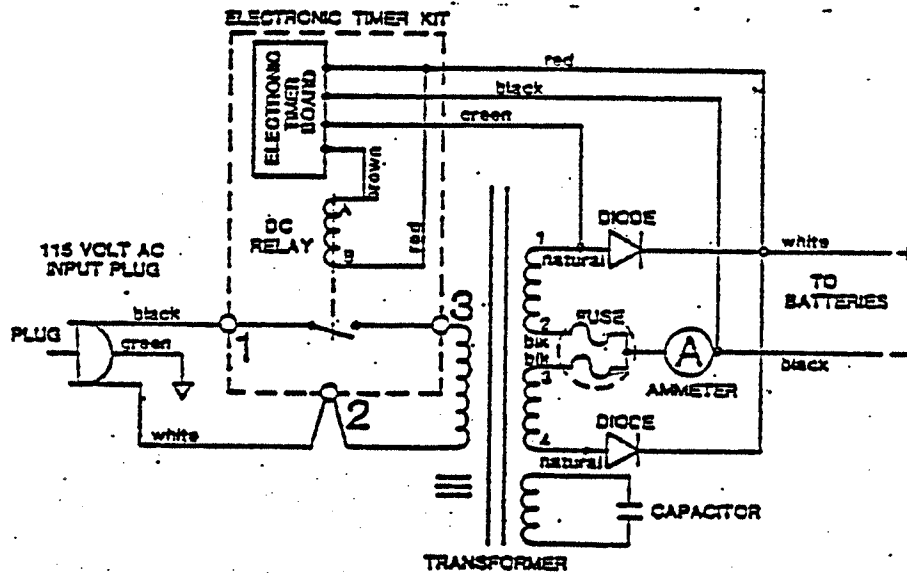 ELECTRONIC TIMER KIT
ELECTRONIC
TIMER
BOARD
red
black
green
brown
DC
RELAY
A
B
red
115 VOLT AC
INPUT PLUG
PLUG
black
green
white
1
2
3
1
natural
DIODE
white
TO
BATTERIES
2
blk
FUSE
blk
3
A
AMMETER
black
4
natural
DIODE
CAPACITOR
TRANSFORMER